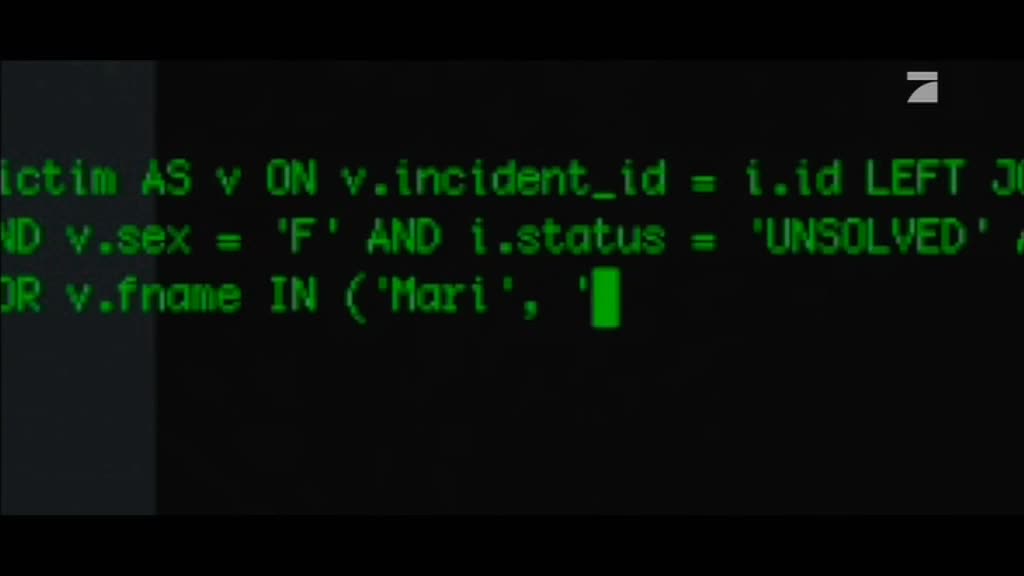 ictim AS v ON v.incident_id = i.id LEFT JO
ND v.sex = 'F' AND i.status = 'UNSOLVED' A
OR v.fname IN ('Mari', '